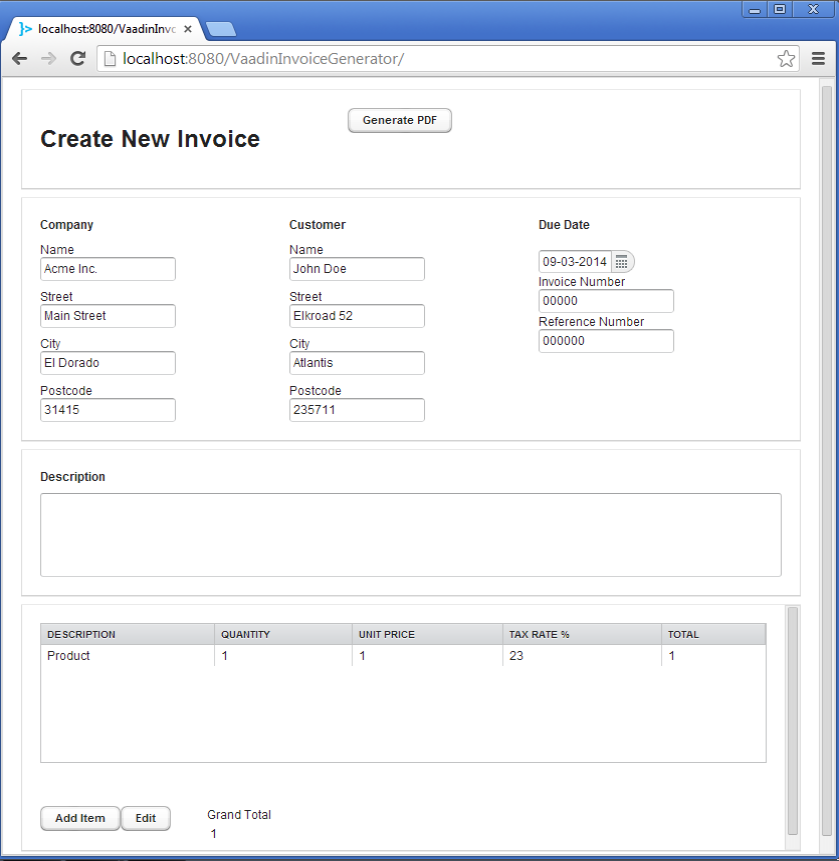 localhost:8080/VaadinInvc
localhost:8080/VaadinInvoiceGenerator/
Create New Invoice
Generate PDF
Company
Name
Acme Inc.
Street
Main Street
City
El Dorado
Postcode
31415
Customer
Name
John Doe
Street
Elkroad 52
City
Atlantis
Postcode
235711
Due Date
09-03-2014
Invoice Number
00000
Reference Number
000000
Description
DESCRIPTION QUANTITY UNIT PRICE TAX RATE % TOTAL
Product 1 1 23 1
Add Item Edit
Grand Total
1